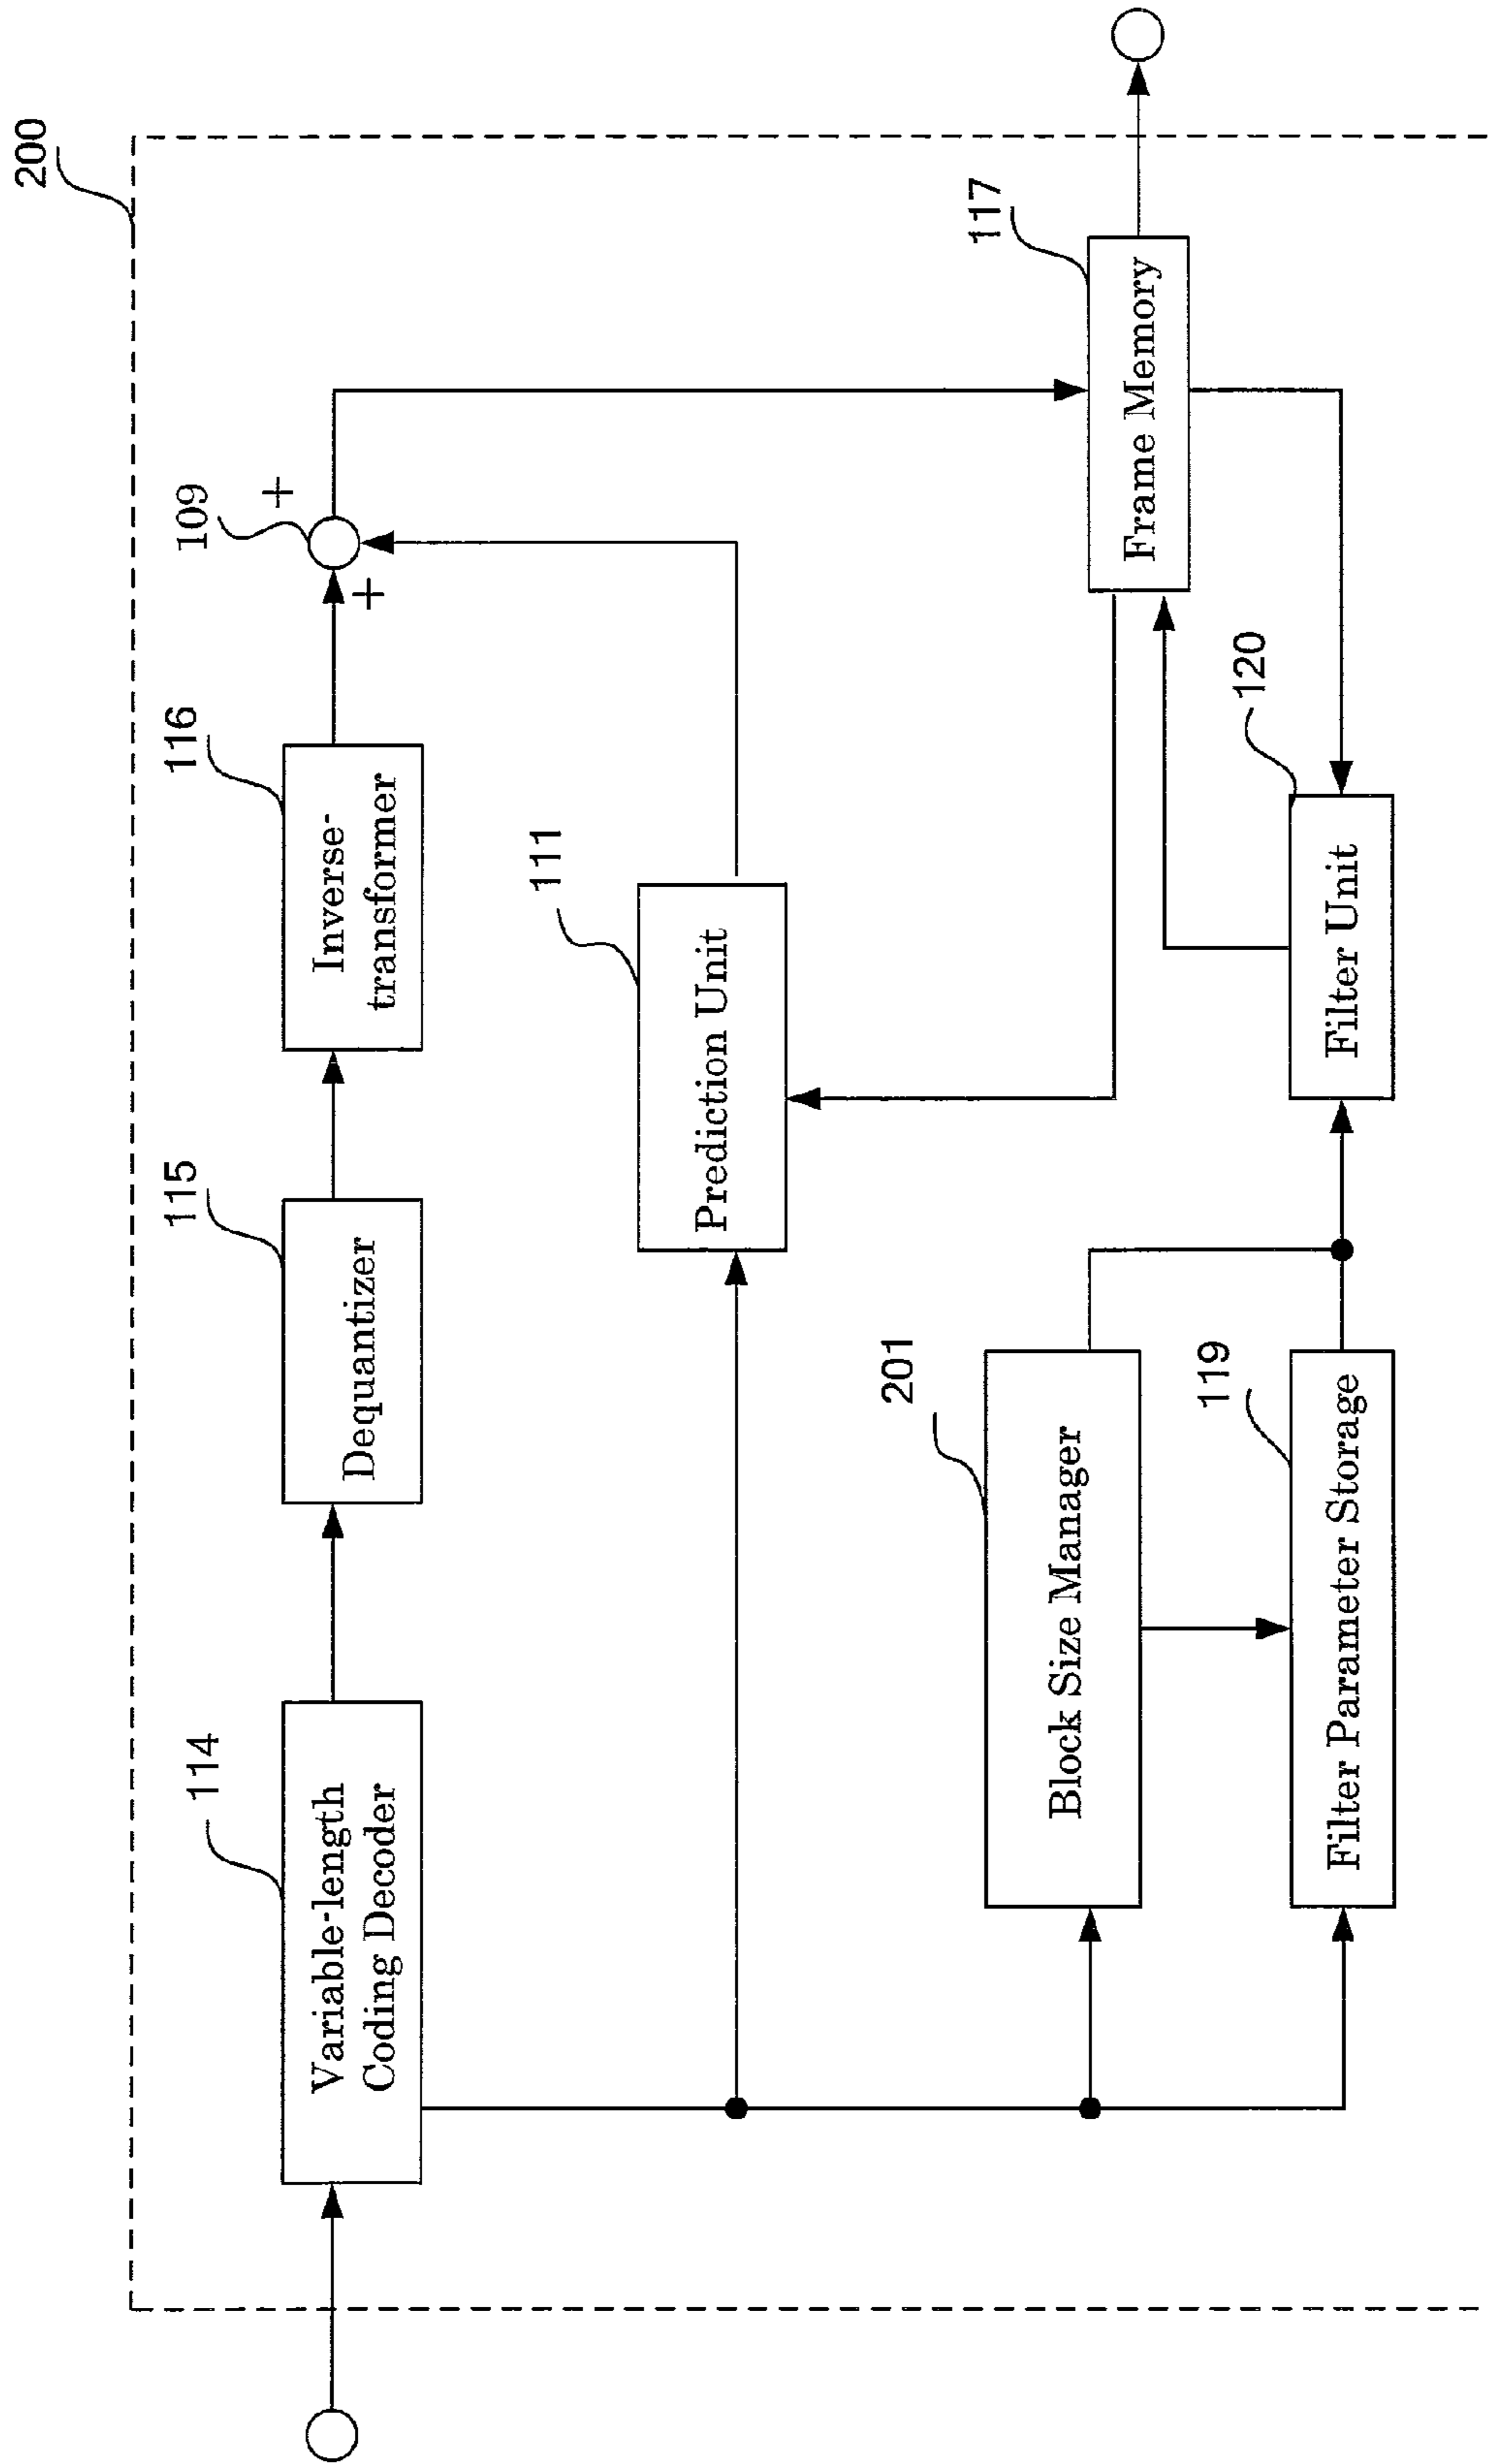 200
114
Variable-length
Coding Decoder
115
Dequantizer
116
Inverse-
transformer
109
+
+
111
Prediction Unit
117
Frame Memory
201
Block Size Manager
119
Filter Parameter Storage
120
Filter Unit